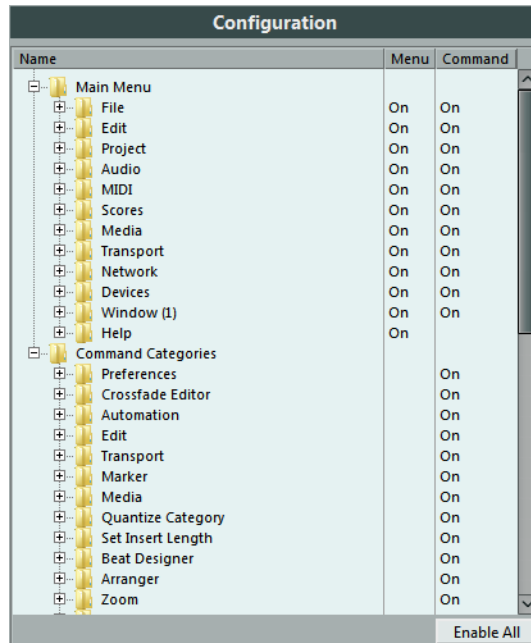 Configuration
Name Menu Command
Main Menu
File On On
Edit On On
Project On On
Audio On On
MIDI On On
Scores On On
Media On On
Transport On On
Network On On
Devices On On
Window (1) On On
Help On
Command Categories
Preferences On
Crossfade Editor On
Automation On
Edit On
Transport On
Marker On
Media On
Quantize Category On
Set Insert Length On
Beat Designer On
Arranger On
Zoom On
Enable All